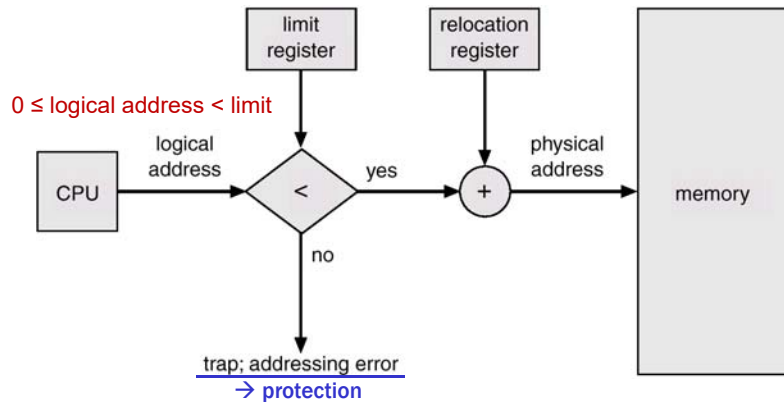 limit
register
relocation
register
0 ≤ logical address < limit
logical
address
physical
address
CPU
<
yes
+
memory
no
trap; addressing error
→ protection